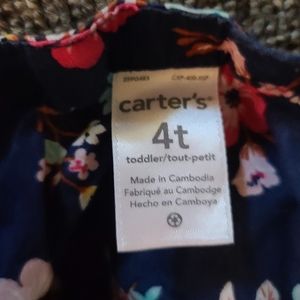 carter's
4t
toddler/tout-petit
Made in Cambodia
Fabriqué au Cambodge
Hecho en Camboya